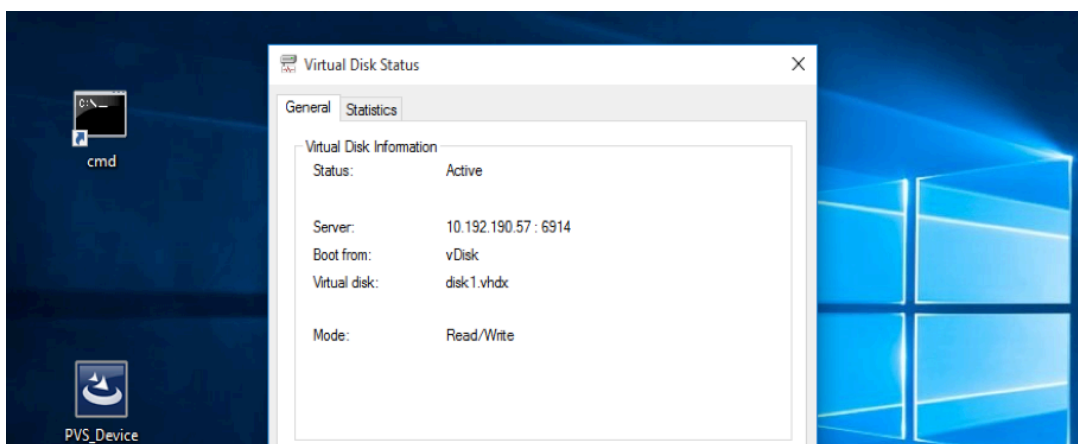 Virtual Disk Status
General Statistics
Virtual Disk Information
Status: Active
Server: 10.192.190.57 : 6914
Boot from: vDisk
Virtual disk: disk1.vhdx
Mode: Read/Write
C:\_
cmd
PVS_Device